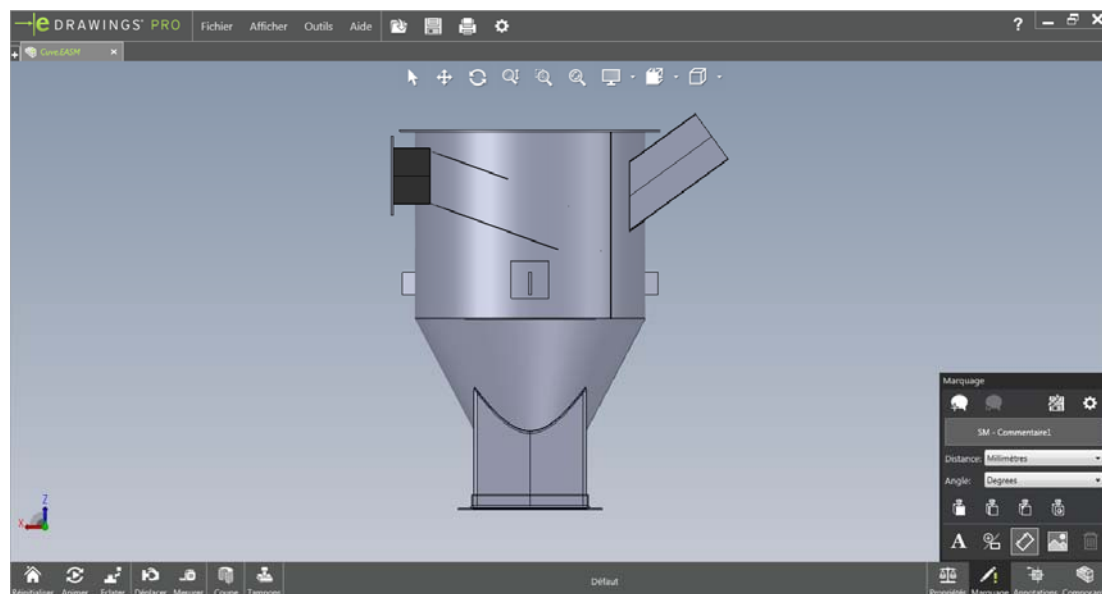 eDRAWINGS® PRO Fichier Afficher Outils Aide ?
+ Cuve.EASM ×
Marquage
SM - Commentaire1
Distance: Millimètres
Angle: Degrees
A
Z
X
Réinitialiser Animer Eclater Déplacer Mesurer Coupe Tampons Défaut Propriétés Marquage Annotations